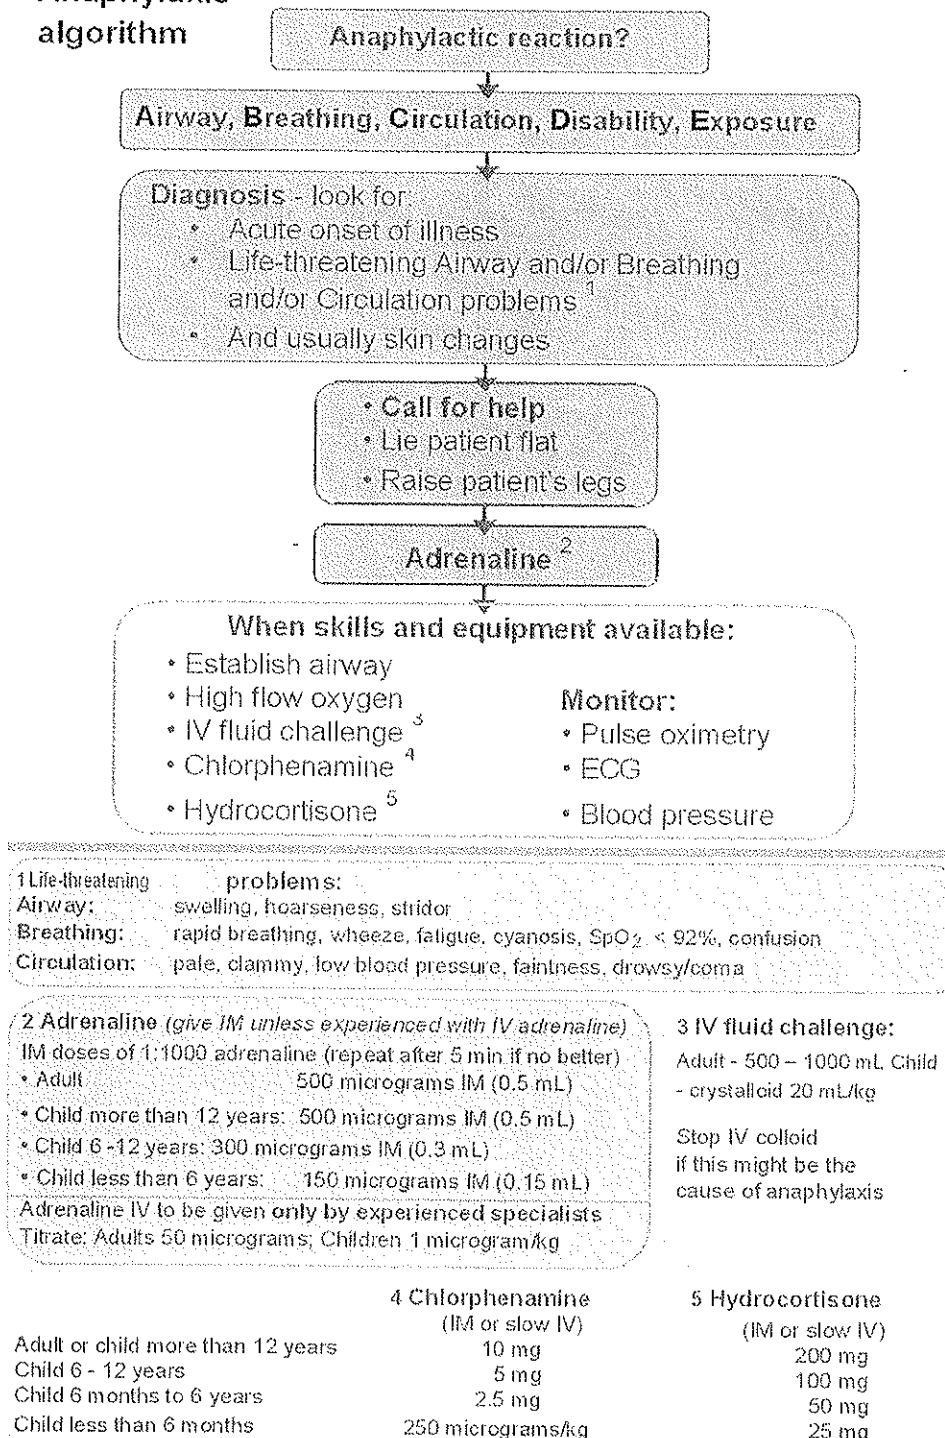 algorithm
Anaphylactic reaction?
Airway, Breathing, Circulation, Disability, Exposure
Diagnosis - look for:
• Acute onset of illness
• Life-threatening Airway and/or Breathing
and/or Circulation problems 1
• And usually skin changes
• Call for help
• Lie patient flat
• Raise patient's legs
Adrenaline 2
When skills and equipment available:
• Establish airway
• High flow oxygen
• IV fluid challenge 3
• Chlorphenamine 4
• Hydrocortisone 5
Monitor:
• Pulse oximetry
• ECG
• Blood pressure
1 Life-threatening problems:
Airway: swelling, hoarseness, stridor
Breathing: rapid breathing, wheeze, fatigue, cyanosis, SpO2 < 92%, confusion
Circulation: pale, clammy, low blood pressure, faintness, drowsy/coma
2 Adrenaline (give IM unless experienced with IV adrenaline)
IM doses of 1:1000 adrenaline (repeat after 5 min if no better)
• Adult 500 micrograms IM (0.5 mL)
• Child more than 12 years: 500 micrograms IM (0.5 mL)
• Child 6 -12 years: 300 micrograms IM (0.3 mL)
• Child less than 6 years: 150 micrograms IM (0.15 mL)
Adrenaline IV to be given only by experienced specialists
Titrate: Adults 50 micrograms; Children 1 microgram/kg
3 IV fluid challenge:
Adult - 500 – 1000 mL Child
- crystalloid 20 mL/kg
Stop IV colloid
if this might be the
cause of anaphylaxis
4 Chlorphenamine 5 Hydrocortisone
(IM or slow IV) (IM or slow IV)
Adult or child more than 12 years 10 mg 200 mg
Child 6 - 12 years 5 mg 100 mg
Child 6 months to 6 years 2.5 mg 50 mg
Child less than 6 months 250 micrograms/kg 25 mg